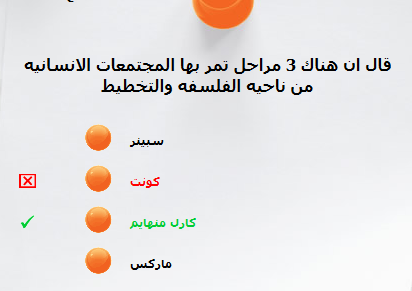 قال ان هناك 3 مراحل تمر بها المجتمعات الانسانيه
من ناحيه الفلسفه والتخطيط
سبينر
كونت
كارل منهايم
ماركس